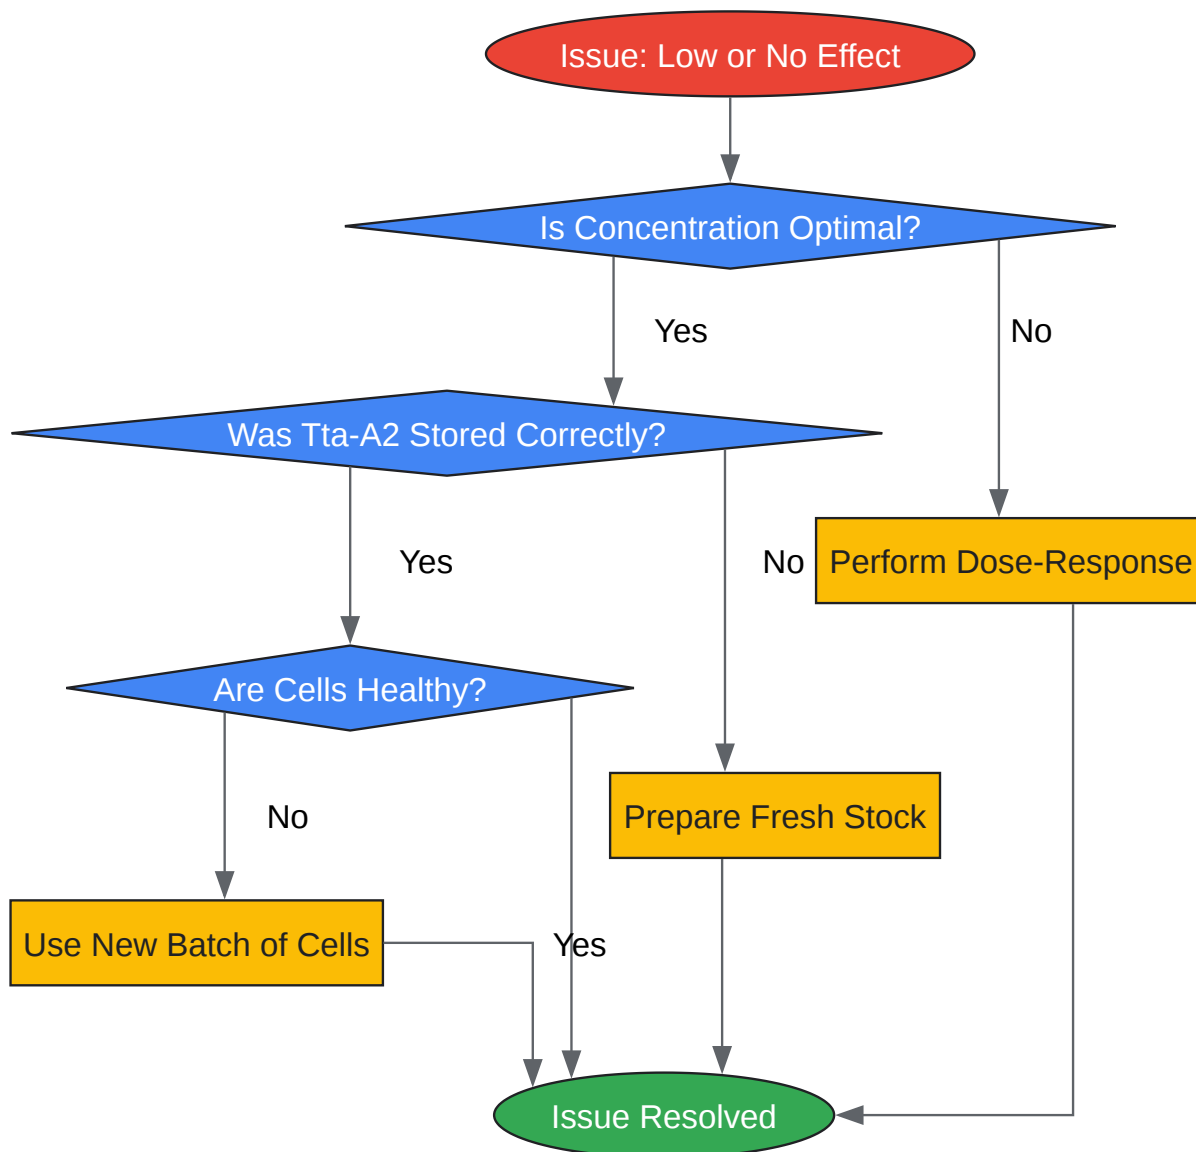 Issue: Low or No Effect
Is Concentration Optimal?
Yes
No
Was Tta-A2 Stored Correctly?
Yes
No
Perform Dose-Response
Are Cells Healthy?
No
Prepare Fresh Stock
Use New Batch of Cells
Yes
Issue Resolved